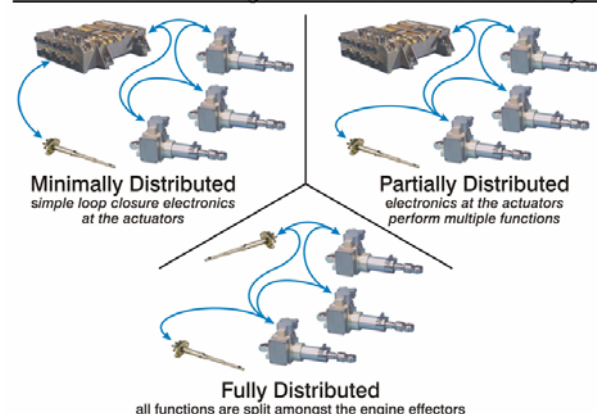 Minimally Distributed
simple loop closure electronics
at the actuators
Partially Distributed
electronics at the actuators
perform multiple functions
Fully Distributed
all functions are split amongst the engine effectors